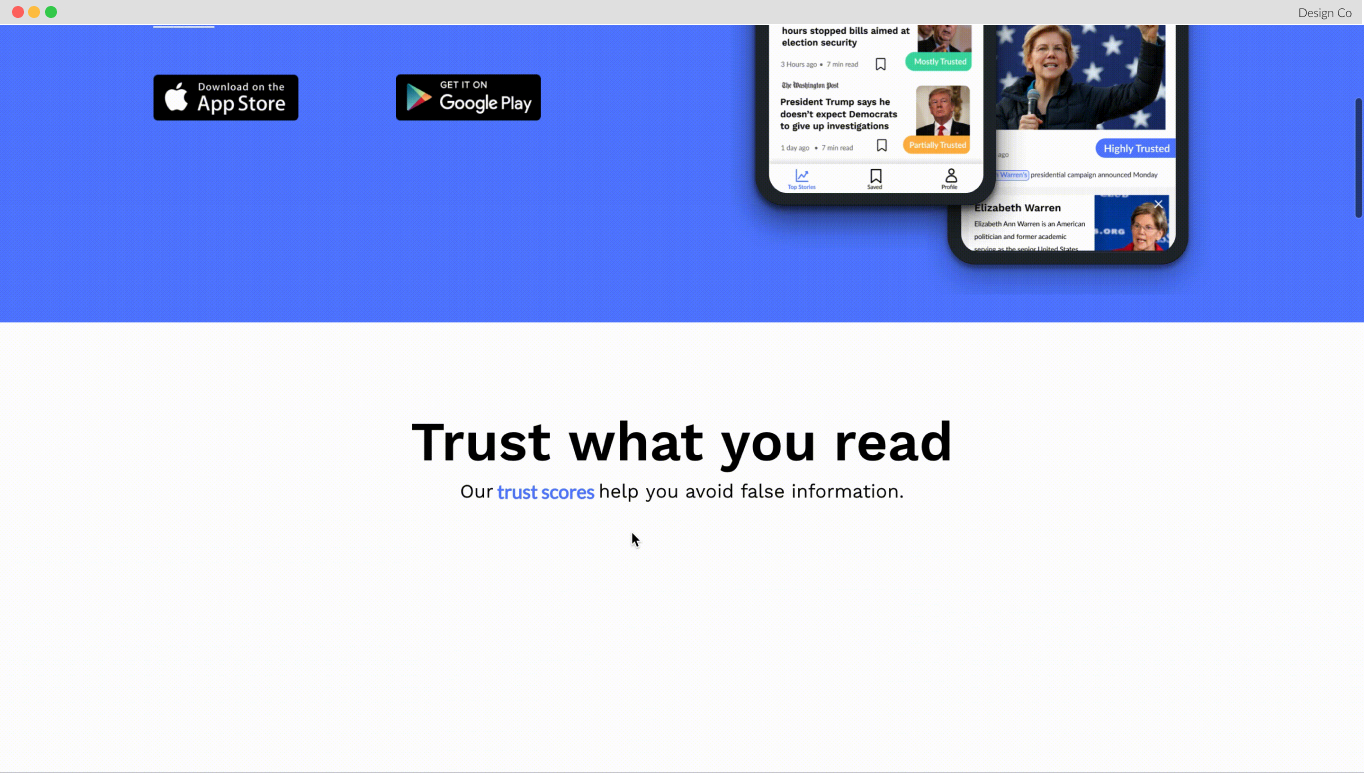 Design Co
Download on the
App Store
GET IT ON
Google Play
hours stopped bills aimed at
election security
3 Hours ago • 7 min read
Mostly Trusted
The Washington Post
President Trump says he
doesn't expect Democrats
to give up investigations
1 day ago • 7 min read
Partially Trusted
Top Stories
Saved
Profile
ago
Highly Trusted
Warren's presidential campaign announced Monday
Elizabeth Warren
Elizabeth Ann Warren is an American
politician and former academic
serving as the senior United States
S.ORG
Trust what you read
Our trust scores help you avoid false information.